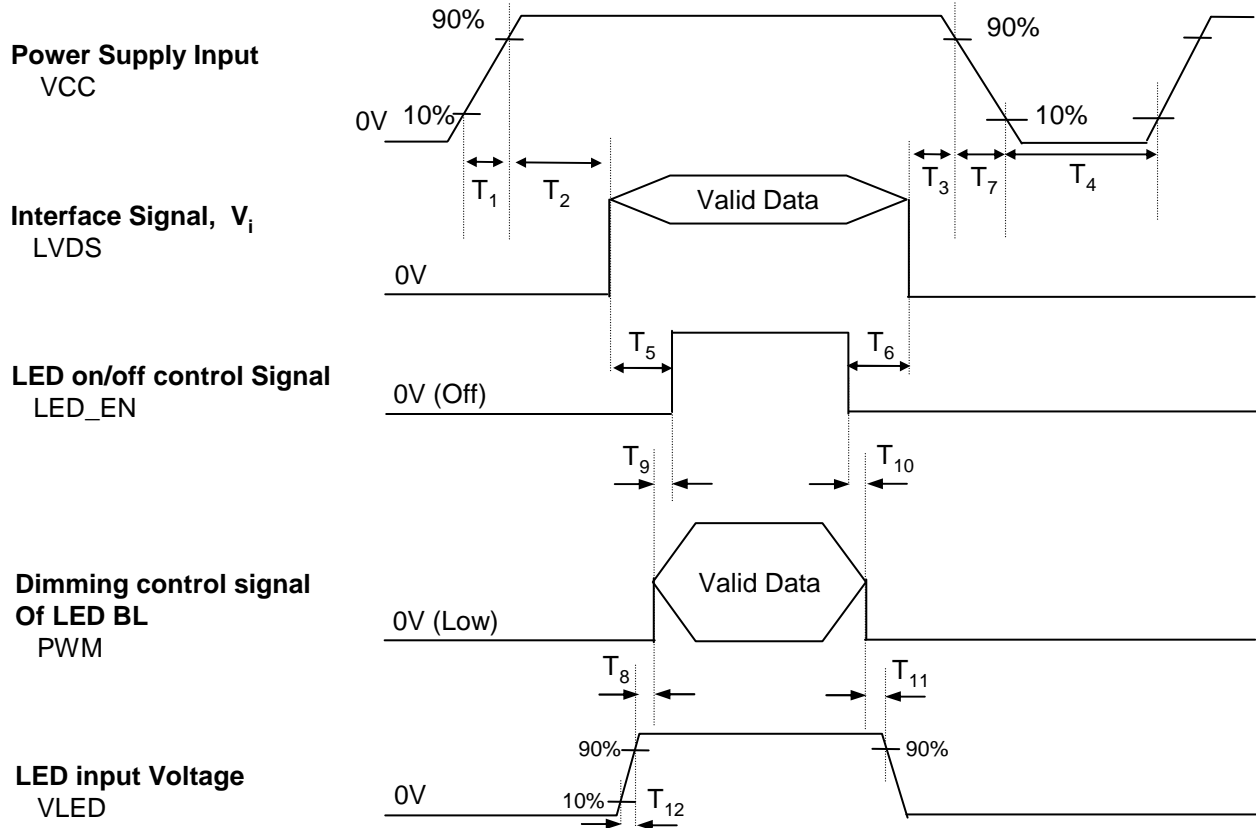 90%
90%
Power Supply Input
VCC
0V
10%
10%
T1
T2
T3
T7
T4
Interface Signal, Vi
LVDS
Valid Data
0V
T5
T6
LED on/off control Signal
LED_EN
0V (Off)
T9
T10
Dimming control signal
Of LED BL
PWM
Valid Data
0V (Low)
T8
T11
90%
90%
LED input Voltage
VLED
0V
10%
T12